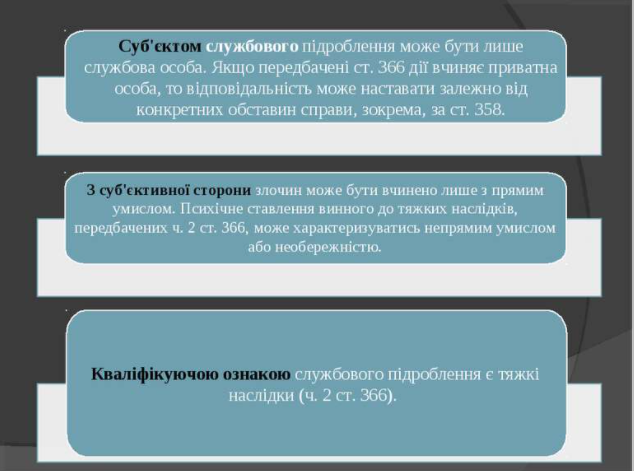 Суб'єктом службового підроблення може бути лише
службова особа. Якщо передбачені ст. 366 дії вчиняє приватна
особа, то відповідальність може наставати залежно від
конкретних обставин справи, зокрема, за ст. 358.
З суб'єктивної сторони злочин може бути вчинено лише з прямим
умислом. Психічне ставлення винного до тяжких наслідків,
передбачених ч. 2 ст. 366, може характеризуватись непрямим умислом
або необережністю.
Кваліфікуючою ознакою службового підроблення є тяжкі
наслідки (ч. 2 ст. 366).